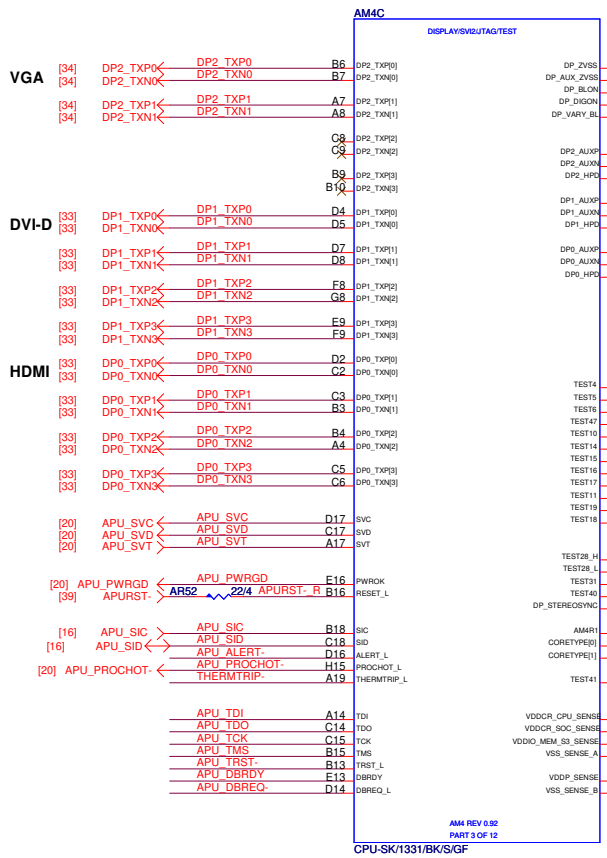 AM4C
DISPLAY/SVI2/JTAG/TEST
VGA [34] DP2_TXP0 DP2_TXP0 B6 DP2_TXP[0] DP_ZVSS
[34] DP2_TXN0 DP2_TXN0 B7 DP2_TXN[0] DP_AUX_ZVSS
DP_BLON
[34] DP2_TXP1 DP2_TXP1 A7 DP2_TXP[1] DP_DIGON
[34] DP2_TXN1 DP2_TXN1 A8 DP2_TXN[1] DP_VARY_BL
C8 DP2_TXP[2]
C9 DP2_TXN[2] DP2_AUXP
DP2_AUXN
B9 DP2_TXP[3] DP2_HPD
B10 DP2_TXN[3]
DP1_AUXP
DVI-D [33] DP1_TXP0 DP1_TXP0 D4 DP1_TXP[0] DP1_AUXN
[33] DP1_TXN0 DP1_TXN0 D5 DP1_TXN[0] DP1_HPD
[33] DP1_TXP1 DP1_TXP1 D7 DP1_TXP[1] DP0_AUXP
[33] DP1_TXN1 DP1_TXN1 D8 DP1_TXN[1] DP0_AUXN
DP0_HPD
[33] DP1_TXP2 DP1_TXP2 F8 DP1_TXP[2]
[33] DP1_TXN2 DP1_TXN2 G8 DP1_TXN[2]
[33] DP1_TXP3 DP1_TXP3 E9 DP1_TXP[3]
[33] DP1_TXN3 DP1_TXN3 F9 DP1_TXN[3]
HDMI [33] DP0_TXP0 DP0_TXP0 D2 DP0_TXP[0]
[33] DP0_TXN0 DP0_TXN0 C2 DP0_TXN[0]
TEST4
[33] DP0_TXP1 DP0_TXP1 C3 DP0_TXP[1] TEST5
[33] DP0_TXN1 DP0_TXN1 B3 DP0_TXN[1] TEST6
TEST47
[33] DP0_TXP2 DP0_TXP2 B4 DP0_TXP[2] TEST10
[33] DP0_TXN2 DP0_TXN2 A4 DP0_TXN[2] TEST14
TEST15
[33] DP0_TXP3 DP0_TXP3 C5 DP0_TXP[3] TEST16
[33] DP0_TXN3 DP0_TXN3 C6 DP0_TXN[3] TEST17
TEST11
TEST19
[20] APU_SVC APU_SVC D17 SVC TEST18
[20] APU_SVD APU_SVD C17 SVD
[20] APU_SVT APU_SVT A17 SVT
TEST28_H
TEST28_L
[20] APU_PWRGD APU_PWRGD E16 PWROK TEST31
[39] APURST- AR52 22/4 APURST-_R B16 RESET_L TEST40
DP_STEREOSYNC
[16] APU_SIC APU_SIC B18 SIC AM4R1
[16] APU_SID APU_SID C18 SID CORETYPE[0]
APU_ALERT- D16 ALERT_L CORETYPE[1]
[20] APU_PROCHOT- APU_PROCHOT- H15 PROCHOT_L
THERMTRIP- A19 THERMTRIP_L TEST41
APU_TDI A14 TDI VDDCR_CPU_SENSE
APU_TDO C14 TDO VDDCR_SOC_SENSE
APU_TCK C15 TCK VDDIO_MEM_S3_SENSE
APU_TMS B15 TMS VSS_SENSE_A
APU_TRST- B13 TRST_L
APU_DBRDY E13 DBRDY VDDP_SENSE
APU_DBREQ- D14 DBREQ_L VSS_SENSE_B
AM4 REV 0.92
PART 3 OF 12
CPU-SK/1331/BK/S/GF